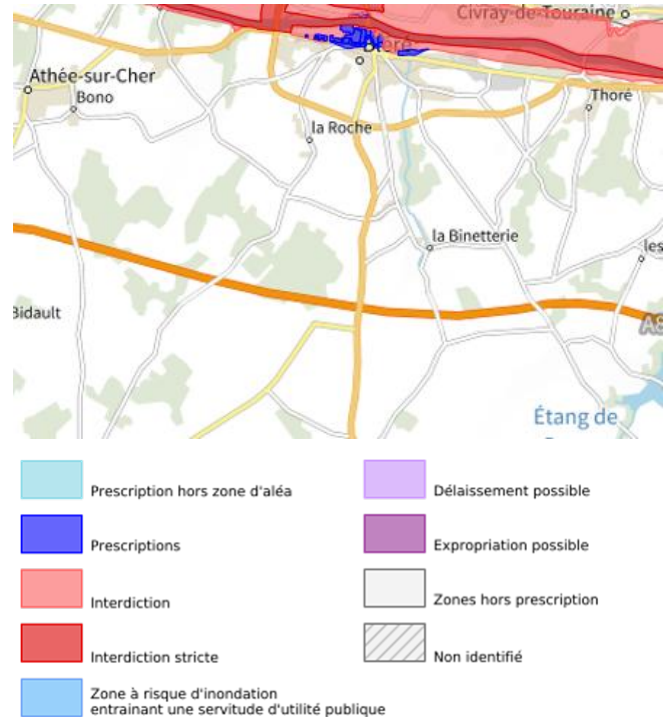 Civray-de-Touraine
Athée-sur-Cher
Bono
Thoré
la Roche
la Binetterie
les
Bidault
Étang de
Prescription hors zone d'aléa
Délaissement possible
Prescriptions
Expropriation possible
Interdiction
Zones hors prescription
Interdiction stricte
Non identifié
Zone à risque d'inondation
entrainant une servitude d'utilité publique